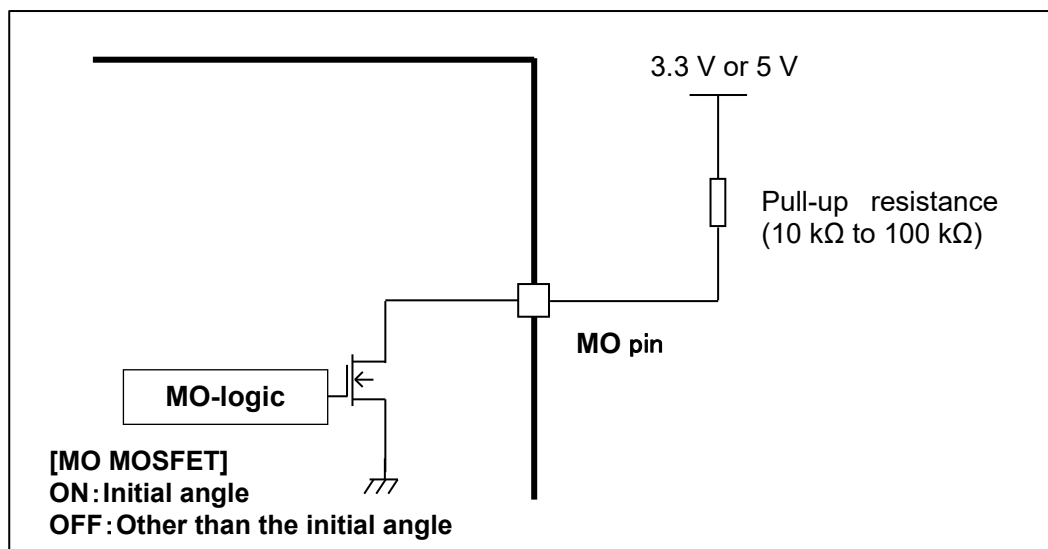 3.3 V or 5 V
Pull-up resistance
(10 kΩ to 100 kΩ)
MO pin
MO-logic
[MO MOSFET]
ON:Initial angle
OFF:Other than the initial angle